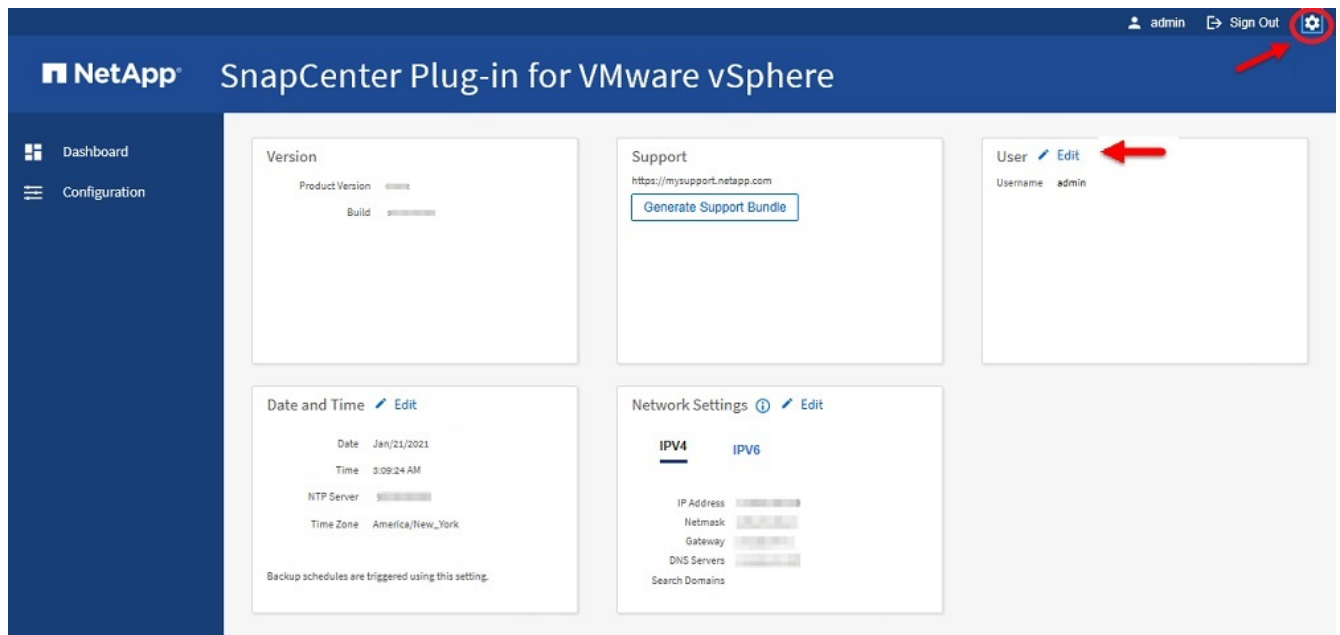 admin Sign Out
NetApp SnapCenter Plug-in for VMware vSphere
Dashboard
Configuration
Version
Product Version
Build
Support
https://mysupport.netapp.com
Generate Support Bundle
User Edit
Username admin
Date and Time Edit
Date Jan/21/2021
Time 3:09:24 AM
NTP Server
Time Zone America/New_York
Backup schedules are triggered using this setting.
Network Settings Edit
IPV4 IPV6
IP Address
Netmask
Gateway
DNS Servers
Search Domains